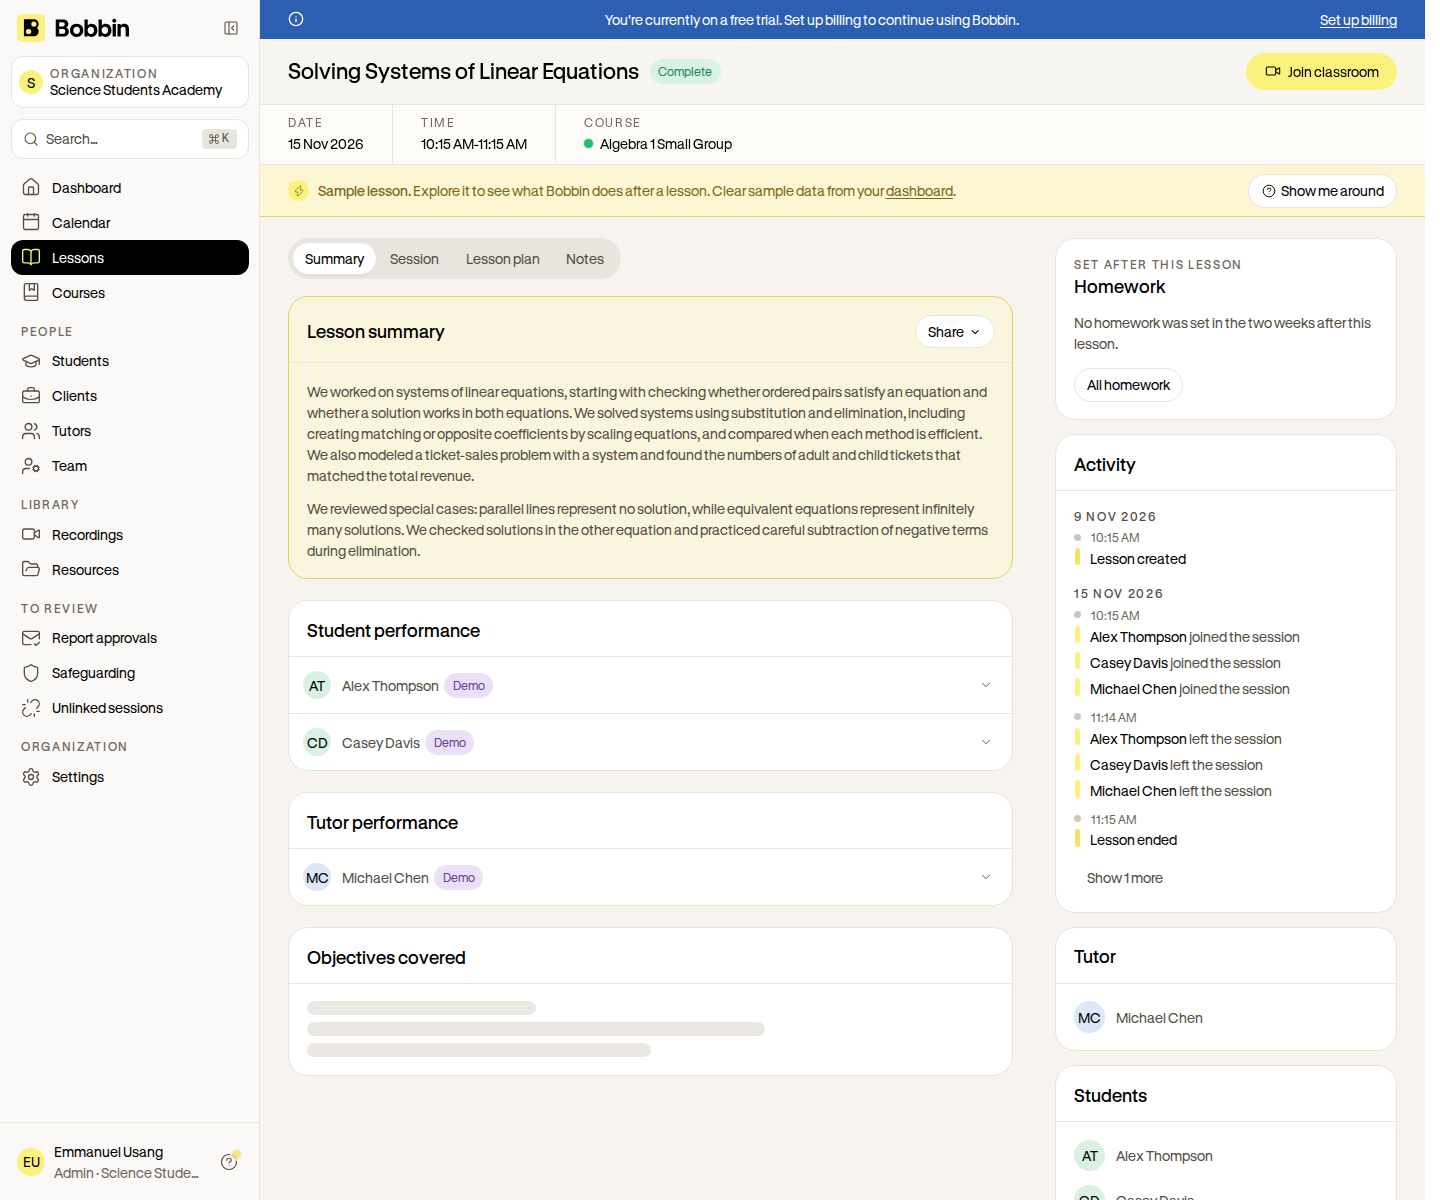 Bobbin
ORGANIZATION
S
Science Students Academy
Search...
⌘ K
Dashboard
Calendar
Lessons
Courses
PEOPLE
Students
Clients
Tutors
Team
LIBRARY
Recordings
Resources
TO REVIEW
Report approvals
Safeguarding
Unlinked sessions
ORGANIZATION
Settings
EU
Emmanuel Usang
Admin · Science Stude...
You're currently on a free trial. Set up billing to continue using Bobbin.
Set up billing
Solving Systems of Linear Equations
Complete
Join classroom
DATE
15 Nov 2026
TIME
10:15 AM-11:15 AM
COURSE
Algebra 1 Small Group
Sample lesson. Explore it to see what Bobbin does after a lesson. Clear sample data from your dashboard.
Show me around
Summary
Session
Lesson plan
Notes
Lesson summary
Share
We worked on systems of linear equations, starting with checking whether ordered pairs satisfy an equation and
whether a solution works in both equations. We solved systems using substitution and elimination, including
creating matching or opposite coefficients by scaling equations, and compared when each method is efficient.
We also modeled a ticket-sales problem with a system and found the numbers of adult and child tickets that
matched the total revenue.
We reviewed special cases: parallel lines represent no solution, while equivalent equations represent infinitely
many solutions. We checked solutions in the other equation and practiced careful subtraction of negative terms
during elimination.
Student performance
AT
Alex Thompson
Demo
CD
Casey Davis
Demo
Tutor performance
MC
Michael Chen
Demo
Objectives covered
SET AFTER THIS LESSON
Homework
No homework was set in the two weeks after this
lesson.
All homework
Activity
9 NOV 2026
10:15 AM
Lesson created
15 NOV 2026
10:15 AM
Alex Thompson joined the session
Casey Davis joined the session
Michael Chen joined the session
11:14 AM
Alex Thompson left the session
Casey Davis left the session
Michael Chen left the session
11:15 AM
Lesson ended
Show 1 more
Tutor
MC
Michael Chen
Students
AT
Alex Thompson
CD
Casey Davis